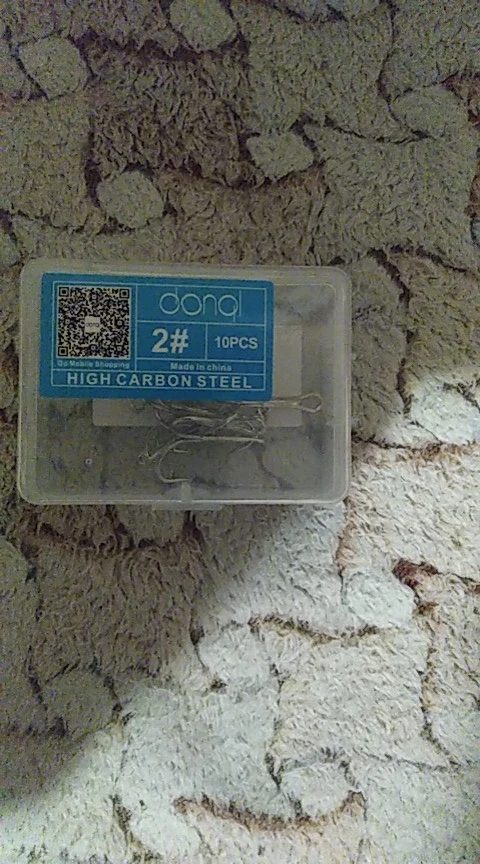 donql
2#
10PCS
Go Mobile Shopping
Made in china
HIGH CARBON STEEL